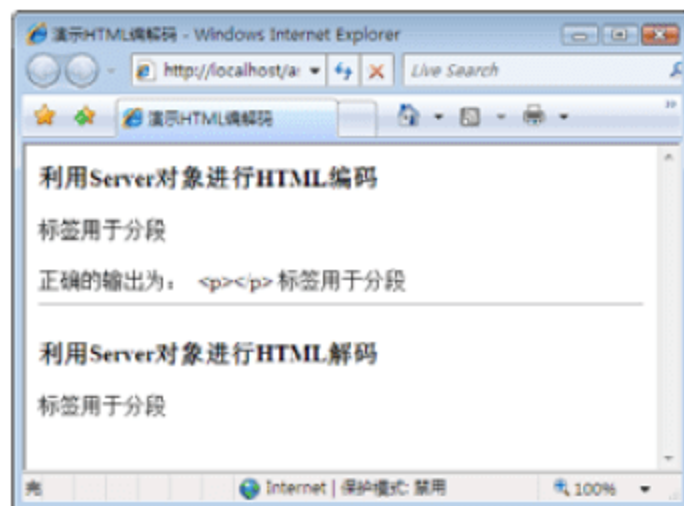 演示HTML编解码 - Windows Internet Explorer
http://localhost/a
Live Search
演示HTML编解码
利用Server对象进行HTML编码
标签用于分段
正确的输出为： <p></p> 标签用于分段
利用Server对象进行HTML解码
标签用于分段
完
Internet | 保护模式: 禁用
100%